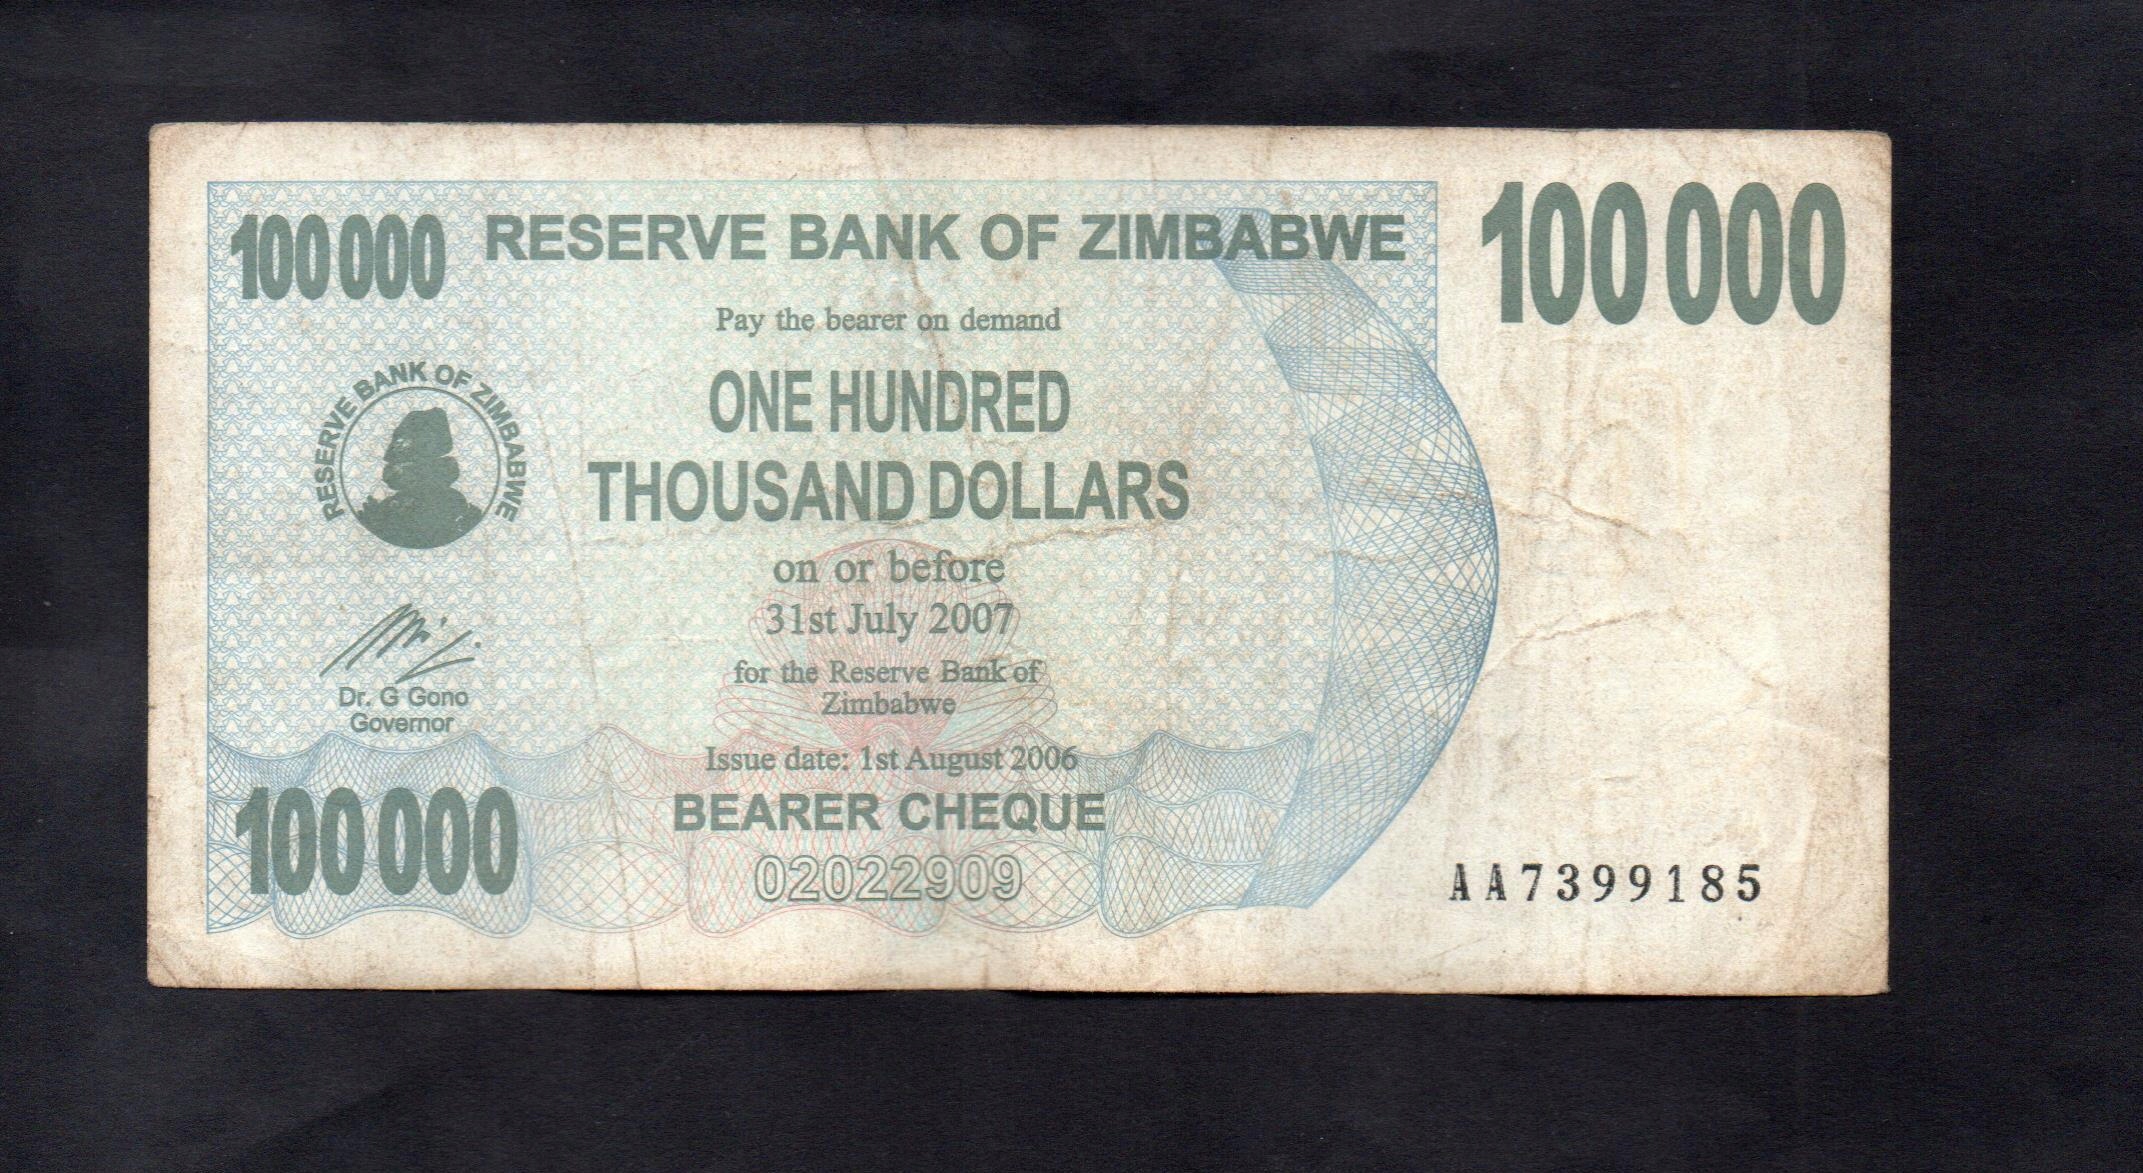 100 000
RESERVE BANK OF ZIMBABWE
100 000
Pay the bearer on demand
ONE HUNDRED
THOUSAND DOLLARS
RESERVE BANK OF ZIMBABWE
on or before
31st July 2007
for the Reserve Bank of
Zimbabwe
Dr. G Gono
Governor
Issue date: 1st August 2006
BEARER CHEQUE
100 000
02022909
AA7399185